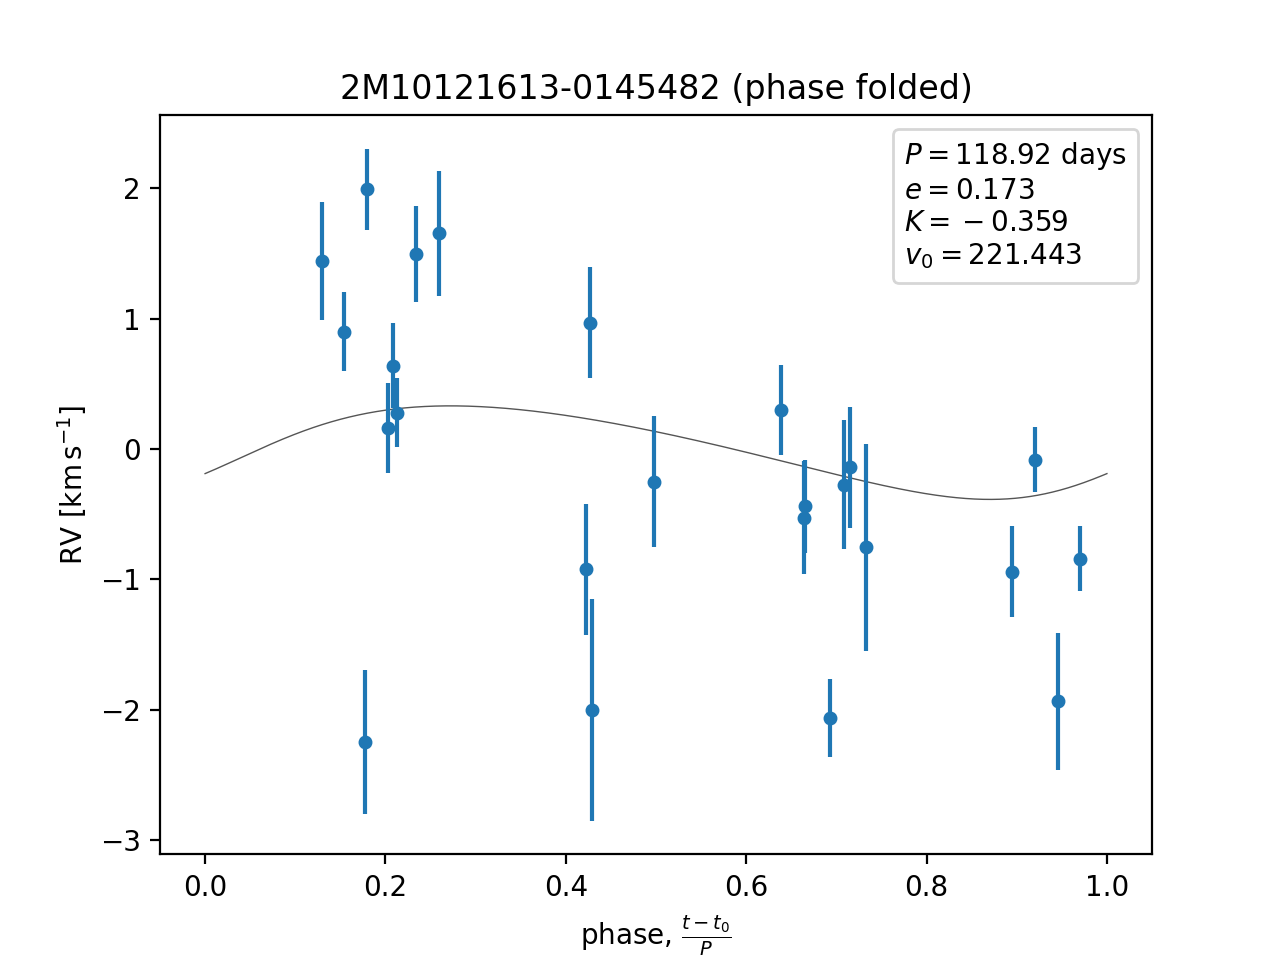 2M10121613-0145482 (phase folded)
P = 118.92 days
e = 0.173
K = −0.359
v₀ = 221.443
RV [km s⁻¹]
2
1
0
−1
−2
−3
0.0 0.2 0.4 0.6 0.8 1.0
phase, (t − t₀)/P